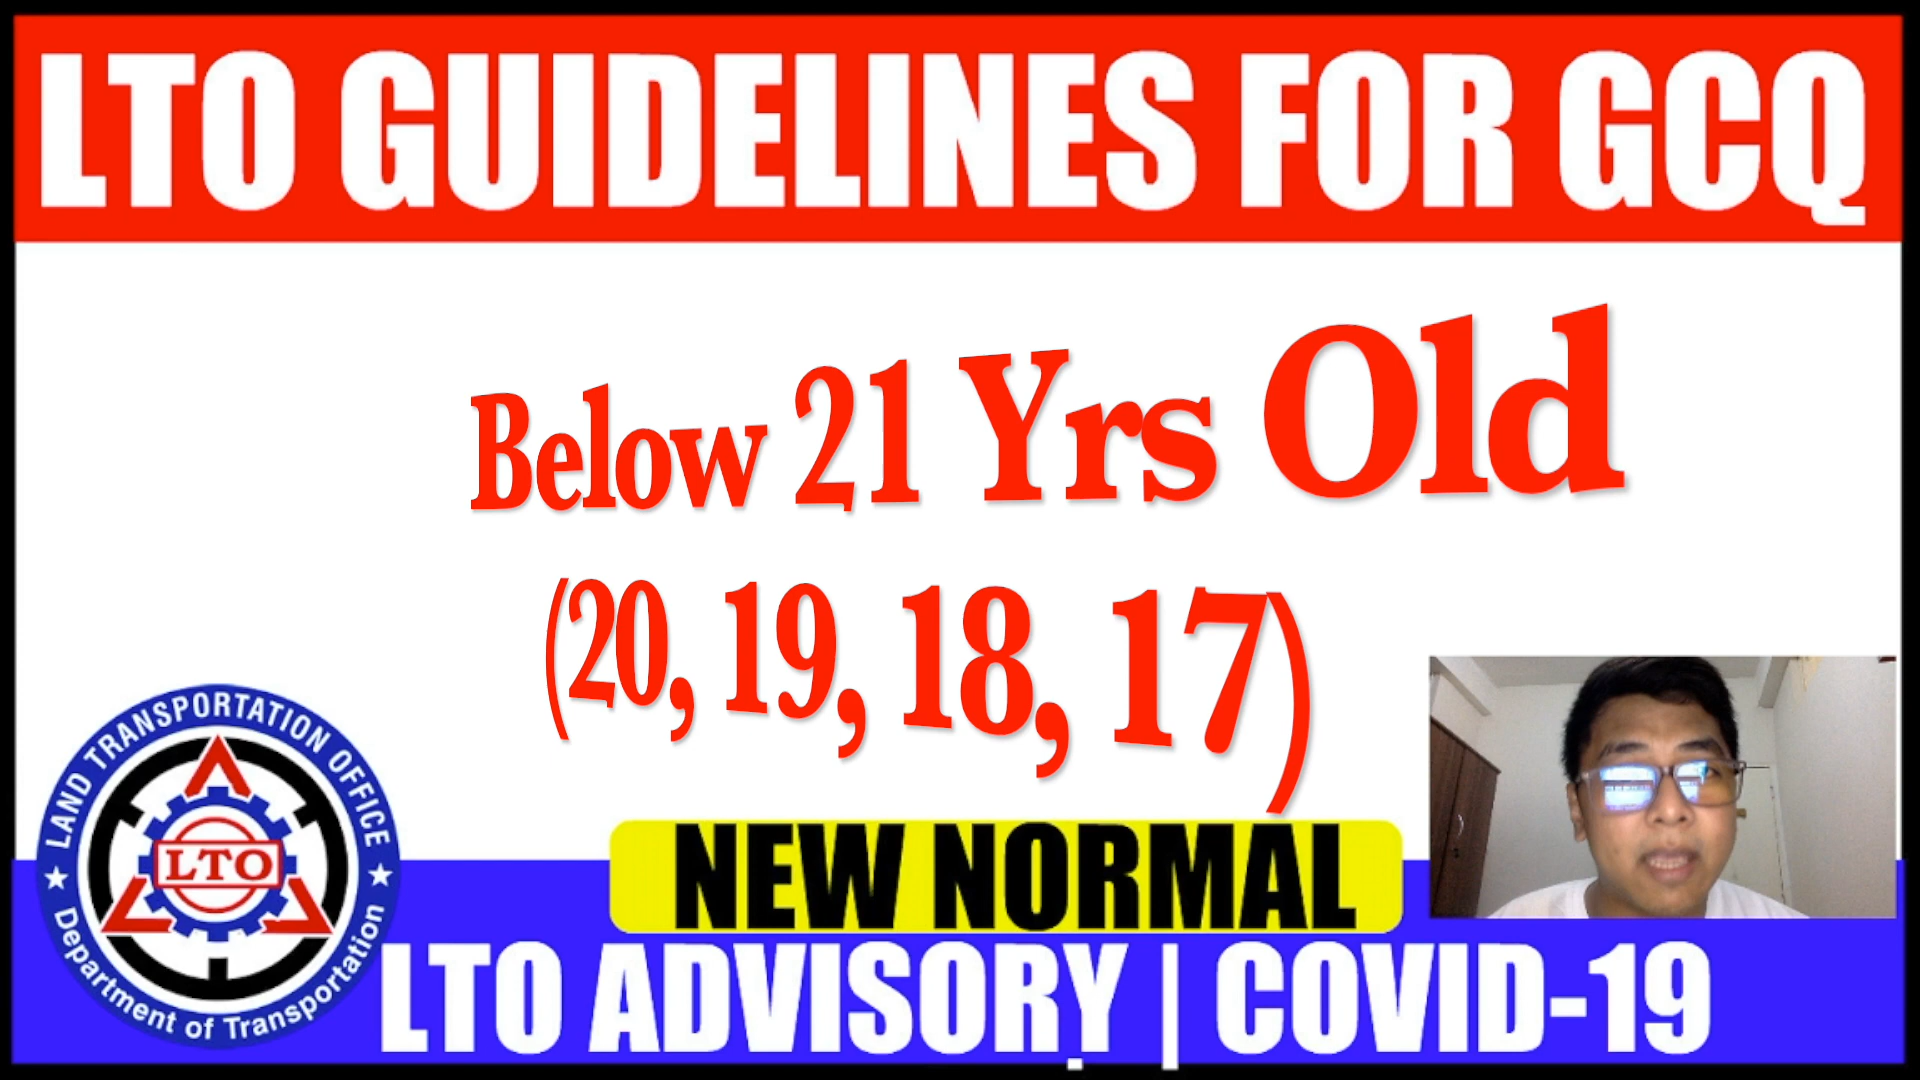 LTO GUIDELINES FOR GCQ
Below 21 Yrs Old
(20, 19, 18, 17)
LAND TRANSPORTATION OFFICE
LTO
Department of Transportation
NEW NORMAL
LTO ADVISORY | COVID-19